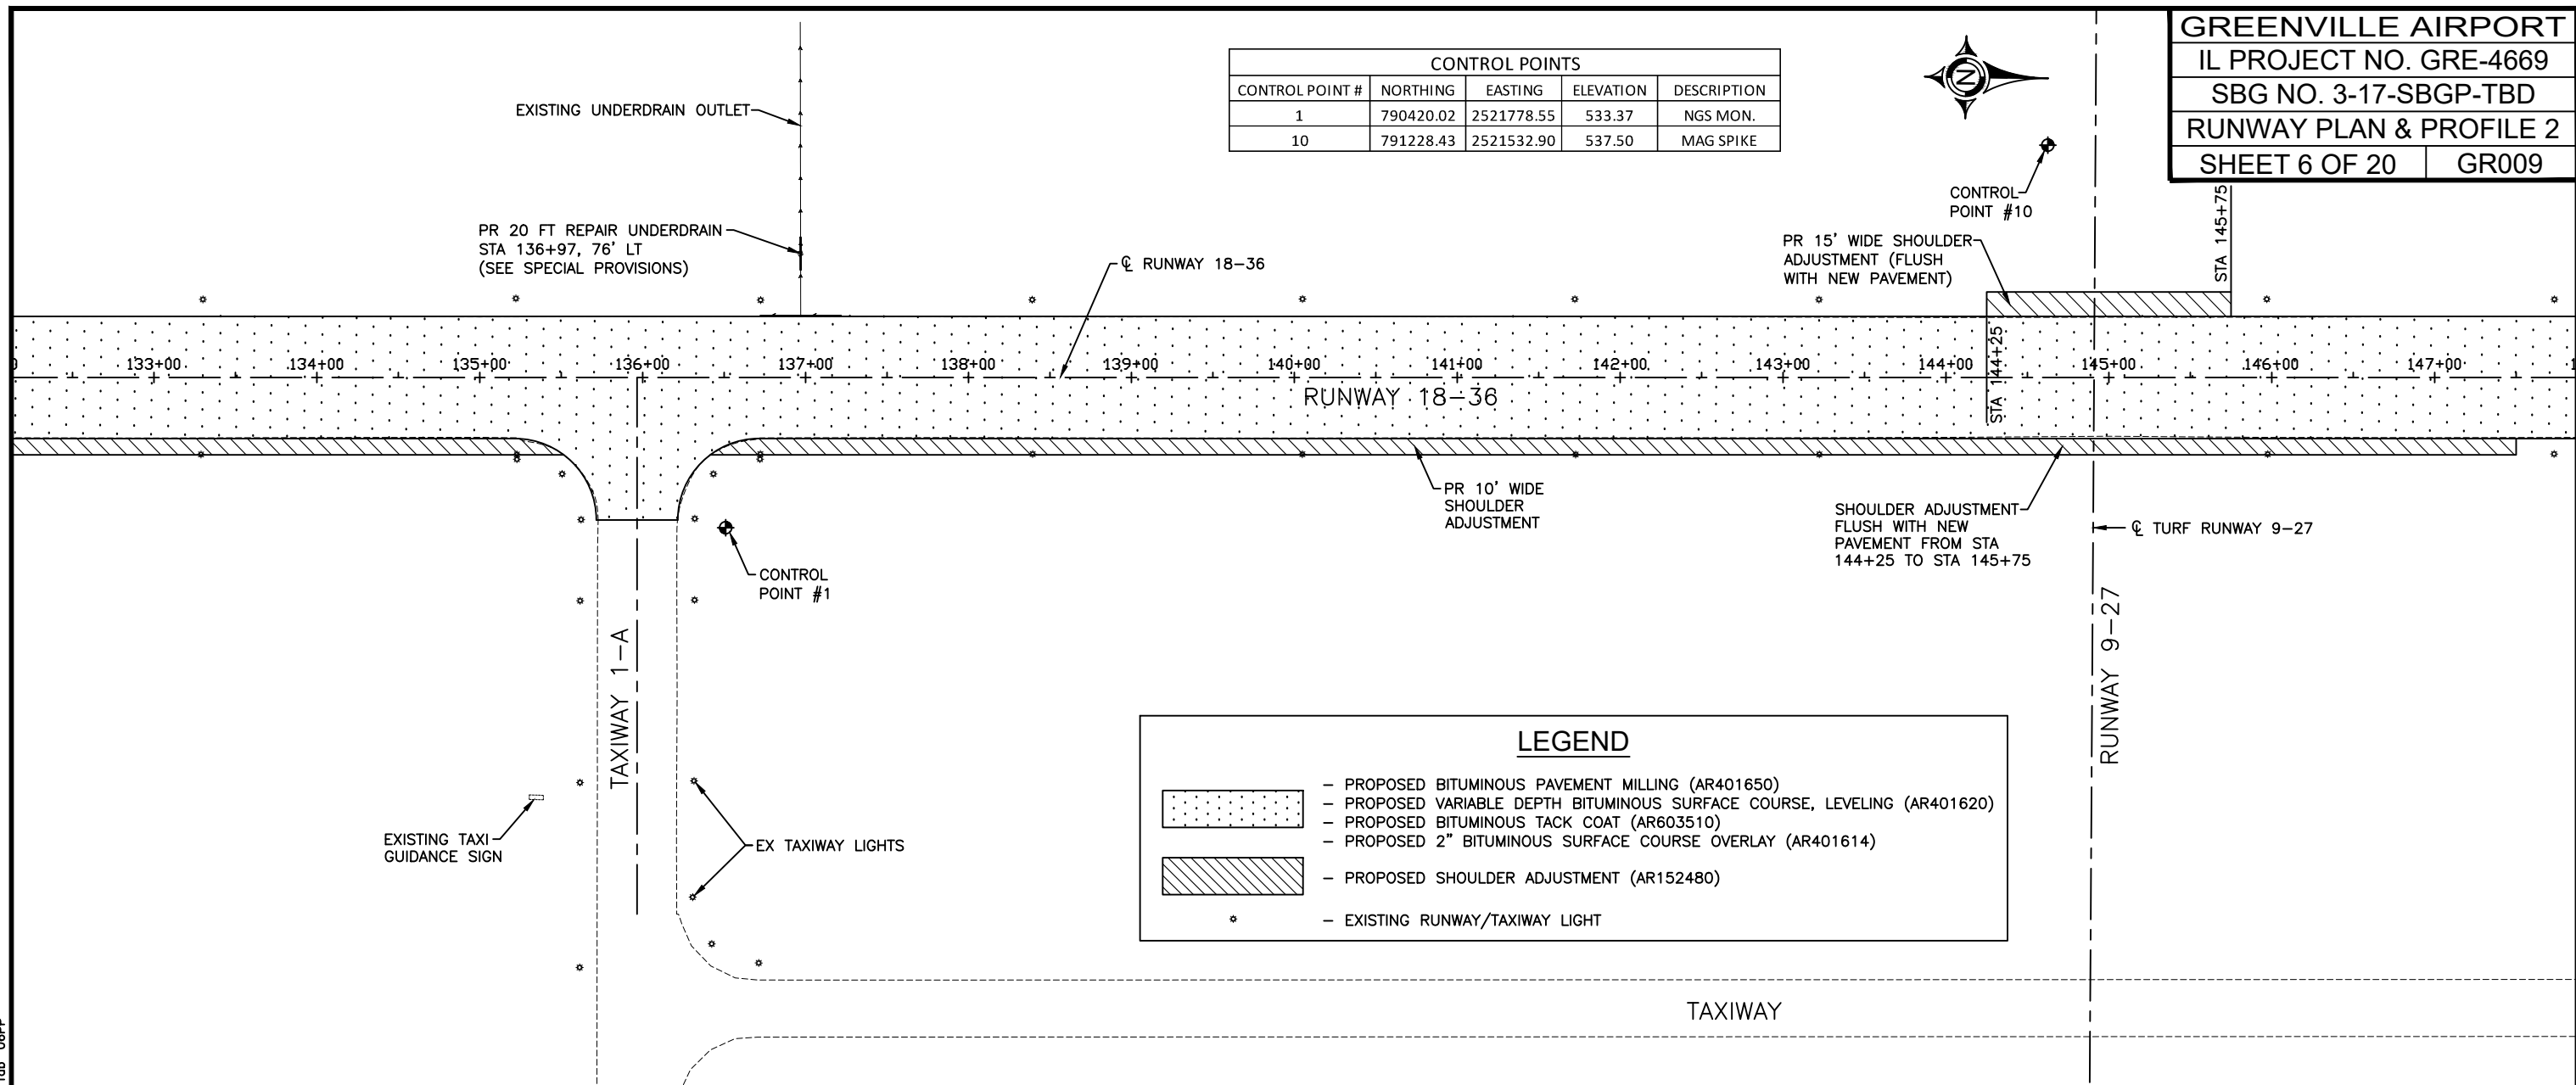 GREENVILLE AIRPORT
IL PROJECT NO. GRE-4669
SBG NO. 3-17-SBGP-TBD
RUNWAY PLAN & PROFILE 2
SHEET 6 OF 20 GR009
CONTROL POINTS
CONTROL POINT # NORTHING EASTING ELEVATION DESCRIPTION
1 790420.02 2521778.55 533.37 NGS MON.
10 791228.43 2521532.90 537.50 MAG SPIKE
N
EXISTING UNDERDRAIN OUTLET
CONTROL
POINT #10
STA 145+75
PR 20 FT REPAIR UNDERDRAIN
STA 136+97, 76' LT
(SEE SPECIAL PROVISIONS)
℄ RUNWAY 18-36
PR 15' WIDE SHOULDER
ADJUSTMENT (FLUSH
WITH NEW PAVEMENT)
133+00 134+00 135+00 136+00 137+00 138+00 139+00 140+00 141+00 142+00 143+00 144+00 145+00 146+00 147+00
STA 144+25
RUNWAY 18-36
PR 10' WIDE
SHOULDER
ADJUSTMENT
SHOULDER ADJUSTMENT
FLUSH WITH NEW
PAVEMENT FROM STA
144+25 TO STA 145+75
℄ TURF RUNWAY 9-27
CONTROL
POINT #1
TAXIWAY 1-A
RUNWAY 9-27
EXISTING TAXI
GUIDANCE SIGN
EX TAXIWAY LIGHTS
LEGEND
- PROPOSED BITUMINOUS PAVEMENT MILLING (AR401650)
- PROPOSED VARIABLE DEPTH BITUMINOUS SURFACE COURSE, LEVELING (AR401620)
- PROPOSED BITUMINOUS TACK COAT (AR603510)
- PROPOSED 2" BITUMINOUS SURFACE COURSE OVERLAY (AR401614)
- PROPOSED SHOULDER ADJUSTMENT (AR152480)
- EXISTING RUNWAY/TAXIWAY LIGHT
TAXIWAY